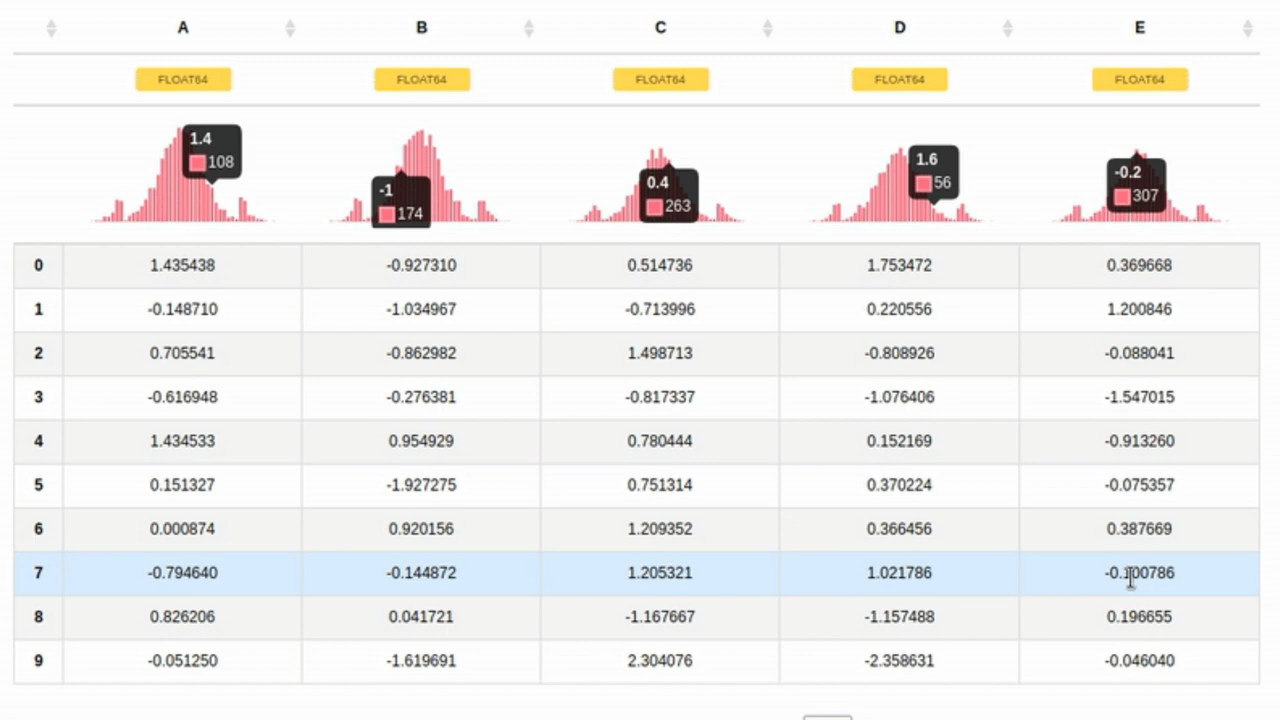 A B C D E
FLOAT64 FLOAT64 FLOAT64 FLOAT64 FLOAT64
1.4
108
-1
174
0.4
263
1.6
56
-0.2
307
0 1.435438 -0.927310 0.514736 1.753472 0.369668
1 -0.148710 -1.034967 -0.713996 0.220556 1.200846
2 0.705541 -0.862982 1.498713 -0.808926 -0.088041
3 -0.616948 -0.276381 -0.817337 -1.076406 -1.547015
4 1.434533 0.954929 0.780444 0.152169 -0.913260
5 0.151327 -1.927275 0.751314 0.370224 -0.075357
6 0.000874 0.920156 1.209352 0.366456 0.387669
7 -0.794640 -0.144872 1.205321 1.021786 -0.100786
8 0.826206 0.041721 -1.167667 -1.157488 0.196655
9 -0.051250 -1.619691 2.304076 -2.358631 -0.046040